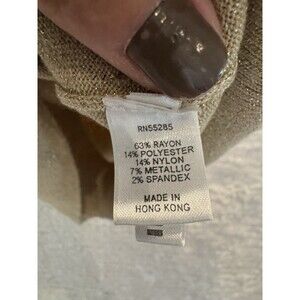 RN55285
63% RAYON
14% POLYESTER
14% NYLON
7% METALLIC
2% SPANDEX
MADE IN
HONG KONG